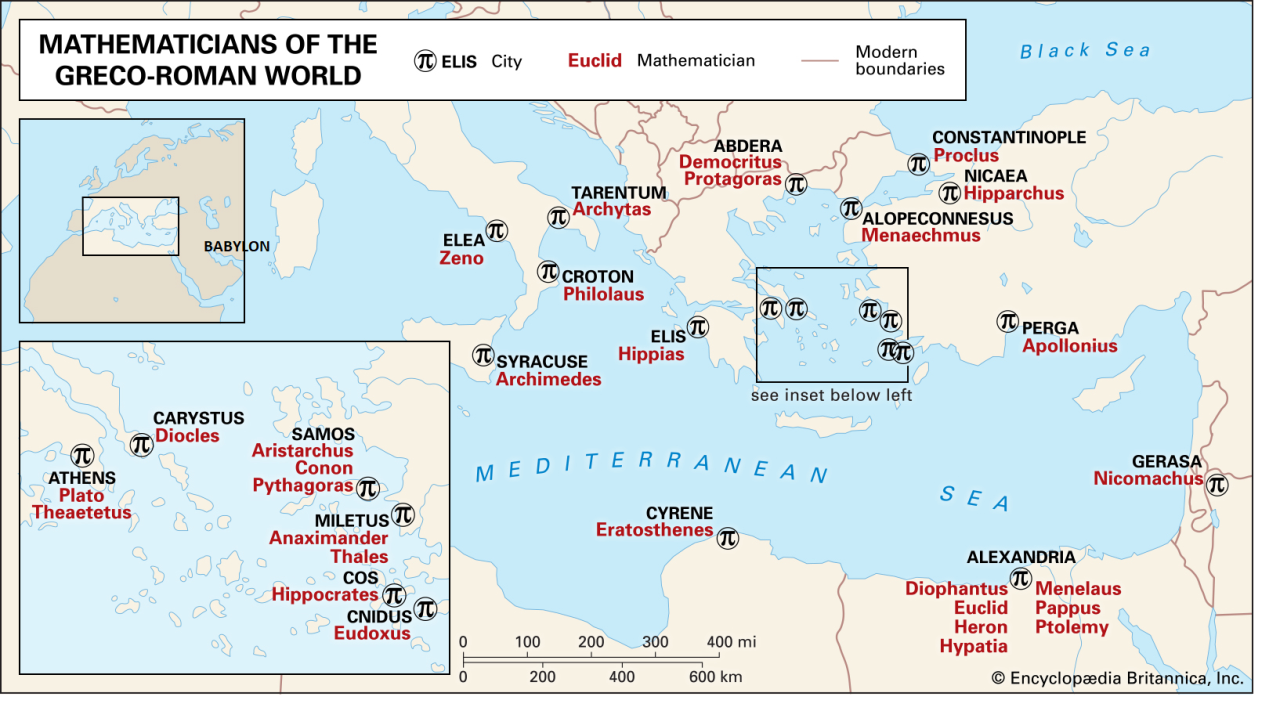 MATHEMATICIANS OF THE
GRECO-ROMAN WORLD
π ELIS City
Euclid Mathematician
Modern
boundaries
Black Sea
BABYLON
ABDERA
Democritus
Protagoras
π
CONSTANTINOPLE
π Proclus
NICAEA
π Hipparchus
π ALOPECONNESUS
Menaechmus
TARENTUM
π Archytas
π
ELEA
Zeno
π CROTON
Philolaus
π
ELIS
Hippias
π SYRACUSE
Archimedes
π π π π π π
see inset below left
π PERGA
Apollonius
CARYSTUS
π Diocles
π
ATHENS
Plato
Theaetetus
SAMOS
Aristarchus
Conon
Pythagoras π
MILETUS π
Anaximander
Thales
COS
Hippocrates π
CNIDUS π
Eudoxus
MEDITERRANEAN
SEA
GERASA
Nicomachus π
CYRENE
Eratosthenes π
ALEXANDRIA
π
Diophantus Menelaus
Euclid Pappus
Heron Ptolemy
Hypatia
0 100 200 300 400 mi
0 200 400 600 km
© Encyclopædia Britannica, Inc.